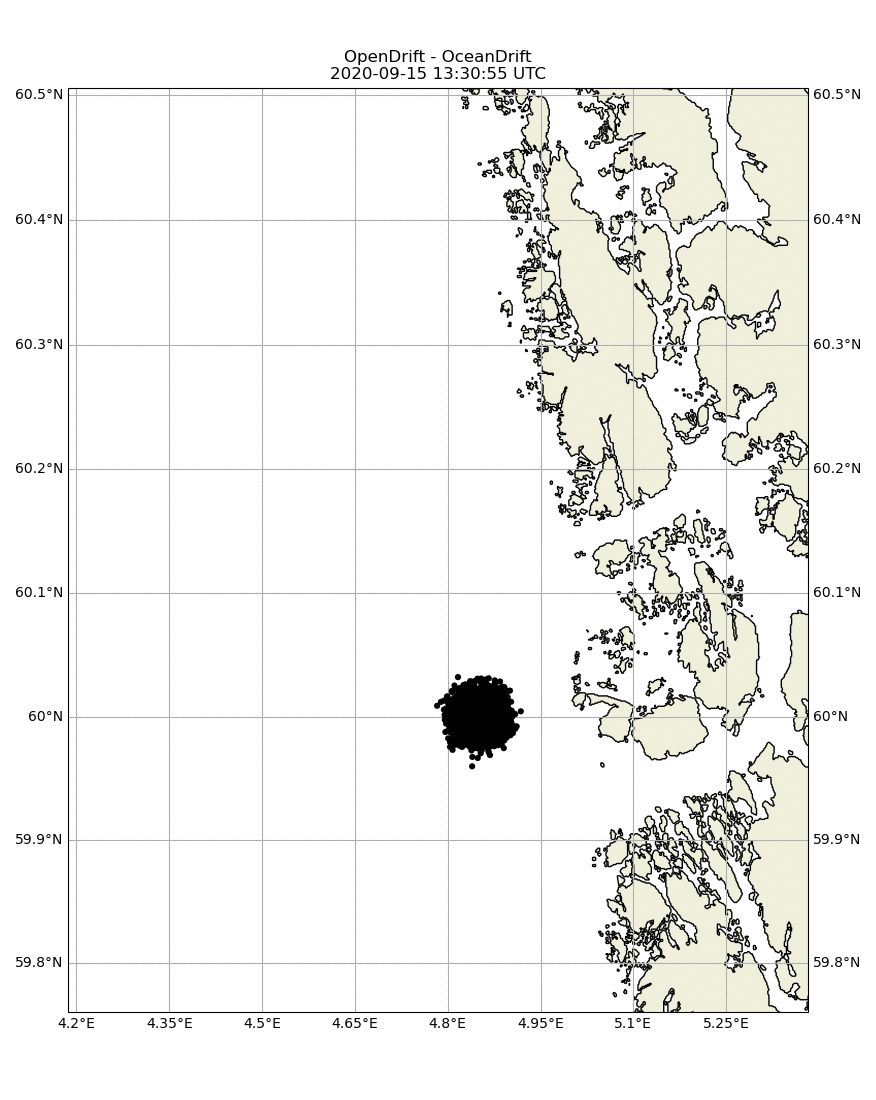 OpenDrift - OceanDrift
2020-09-15 13:30:55 UTC
60.5°N 60.5°N
60.4°N 60.4°N
60.3°N 60.3°N
60.2°N 60.2°N
60.1°N 60.1°N
60°N 60°N
59.9°N 59.9°N
59.8°N 59.8°N
4.2°E 4.35°E 4.5°E 4.65°E 4.8°E 4.95°E 5.1°E 5.25°E